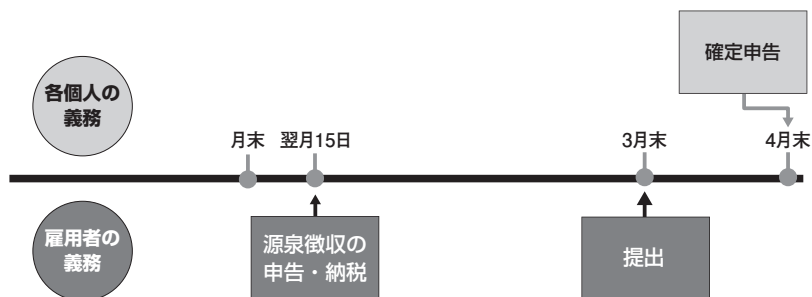 確定申告
各個人の
義務
月末
翌月15日
3月末
4月末
雇用者の
義務
源泉徴収の
申告・納税
提出